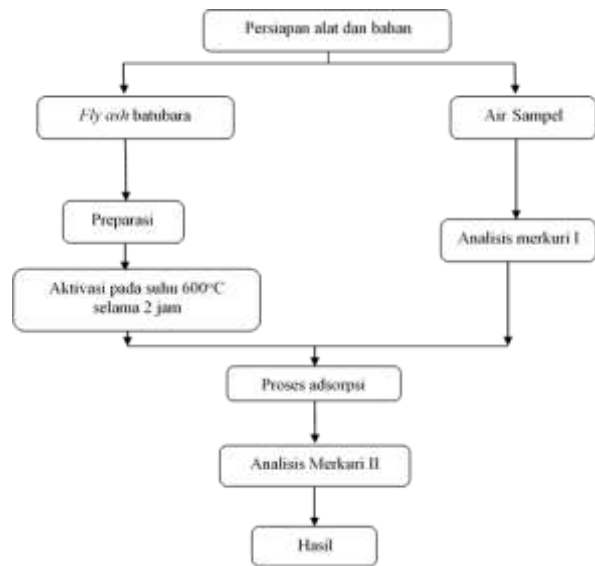 Persiapan alat dan bahan
Fly ash batubara
Air Sampel
Preparasi
Analisis merkuri I
Aktivasi pada suhu 600°C
selama 2 jam
Proses adsorpsi
Analisis Merkuri II
Hasil